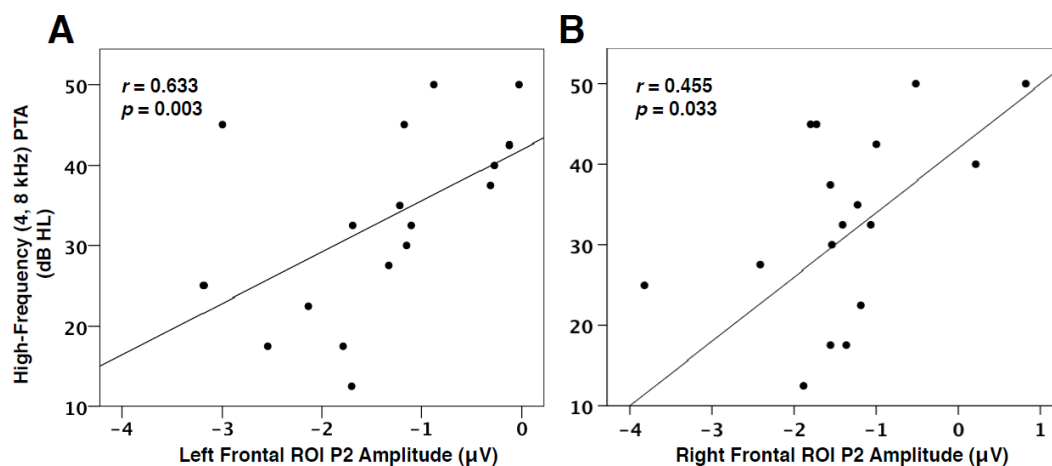 A
r = 0.633
p = 0.003
High-Frequency (4, 8 kHz) PTA
(dB HL)
50
40
30
20
10
−4 −3 −2 −1 0
Left Frontal ROI P2 Amplitude (μV)
B
r = 0.455
p = 0.033
50
40
30
20
10
−4 −3 −2 −1 0 1
Right Frontal ROI P2 Amplitude (μV)